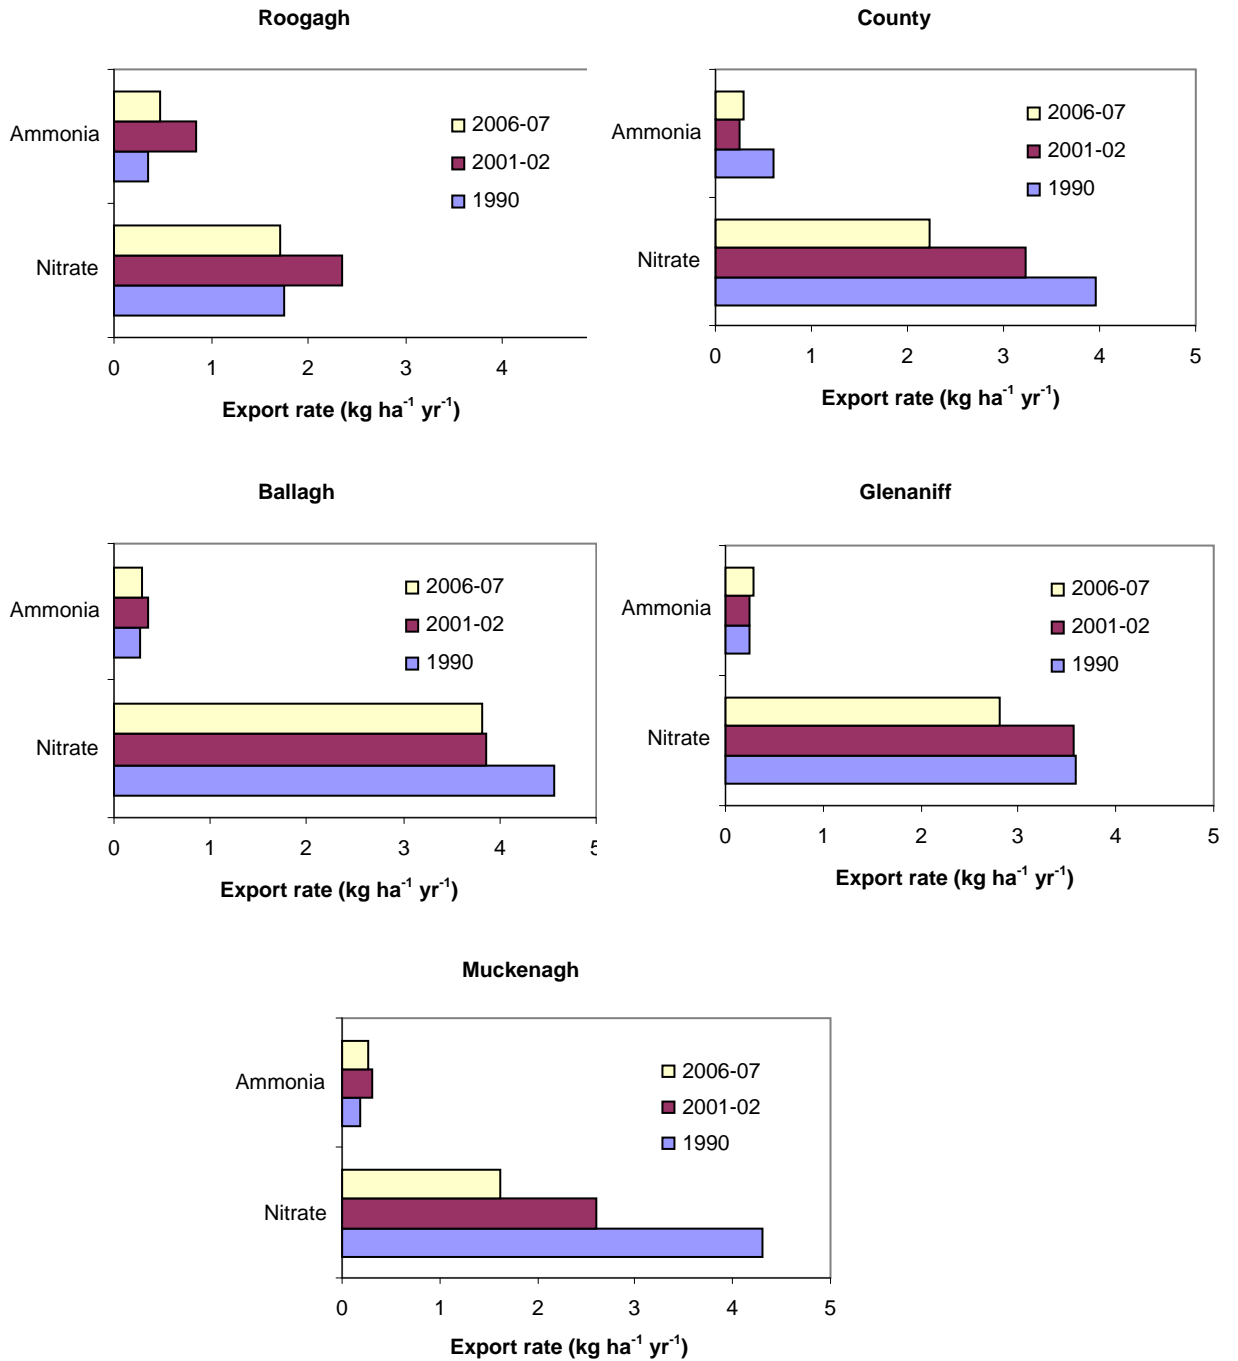 Roogagh
Ammonia
Nitrate
2006-07
2001-02
1990
0 1 2 3 4
Export rate (kg ha-1 yr-1)
County
Ammonia
Nitrate
2006-07
2001-02
1990
0 1 2 3 4 5
Export rate (kg ha-1 yr-1)
Ballagh
Ammonia
Nitrate
2006-07
2001-02
1990
0 1 2 3 4 5
Export rate (kg ha-1 yr-1)
Glenaniff
Ammonia
Nitrate
2006-07
2001-02
1990
0 1 2 3 4 5
Export rate (kg ha-1 yr-1)
Muckenagh
Ammonia
Nitrate
2006-07
2001-02
1990
0 1 2 3 4 5
Export rate (kg ha-1 yr-1)